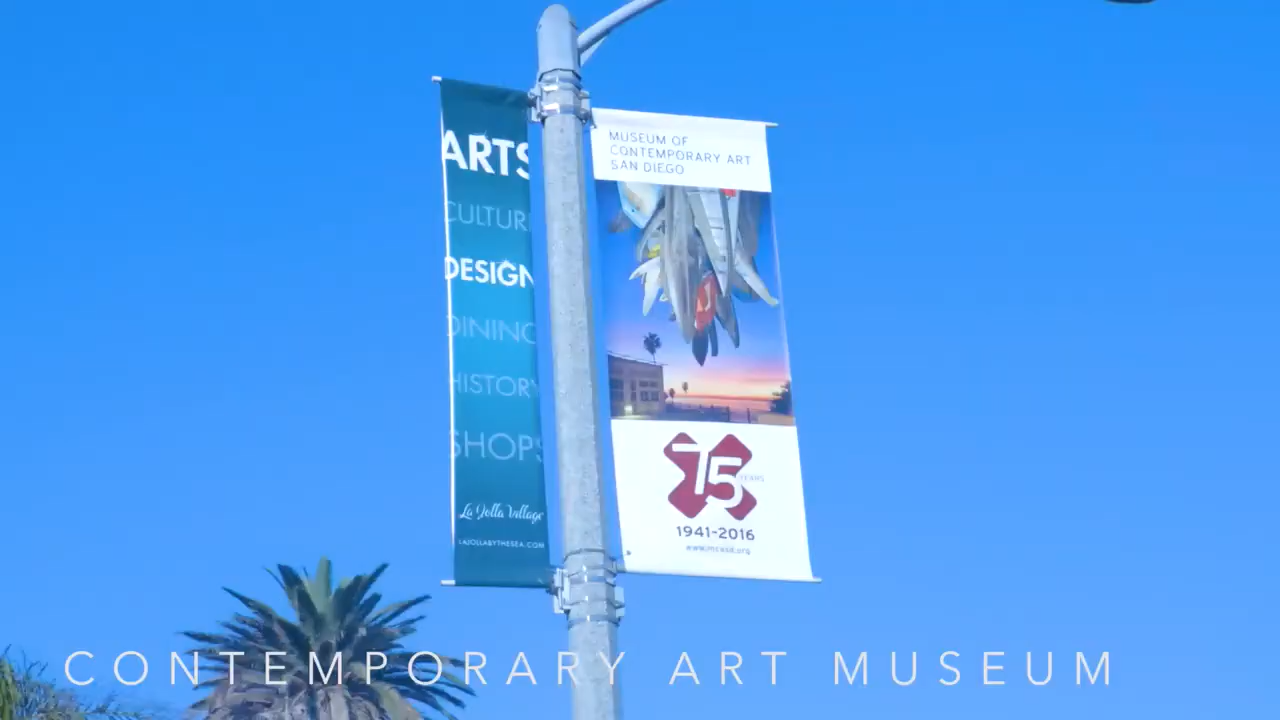 ARTS
CULTURE
DESIGN
DINING
HISTORY
SHOPS
La Jolla Village
LAJOLLABYTHESEA.COM
MUSEUM OF
CONTEMPORARY ART
SAN DIEGO
75 YEARS
1941-2016
www.mcasd.org
CONTEMPORARY ART MUSEUM